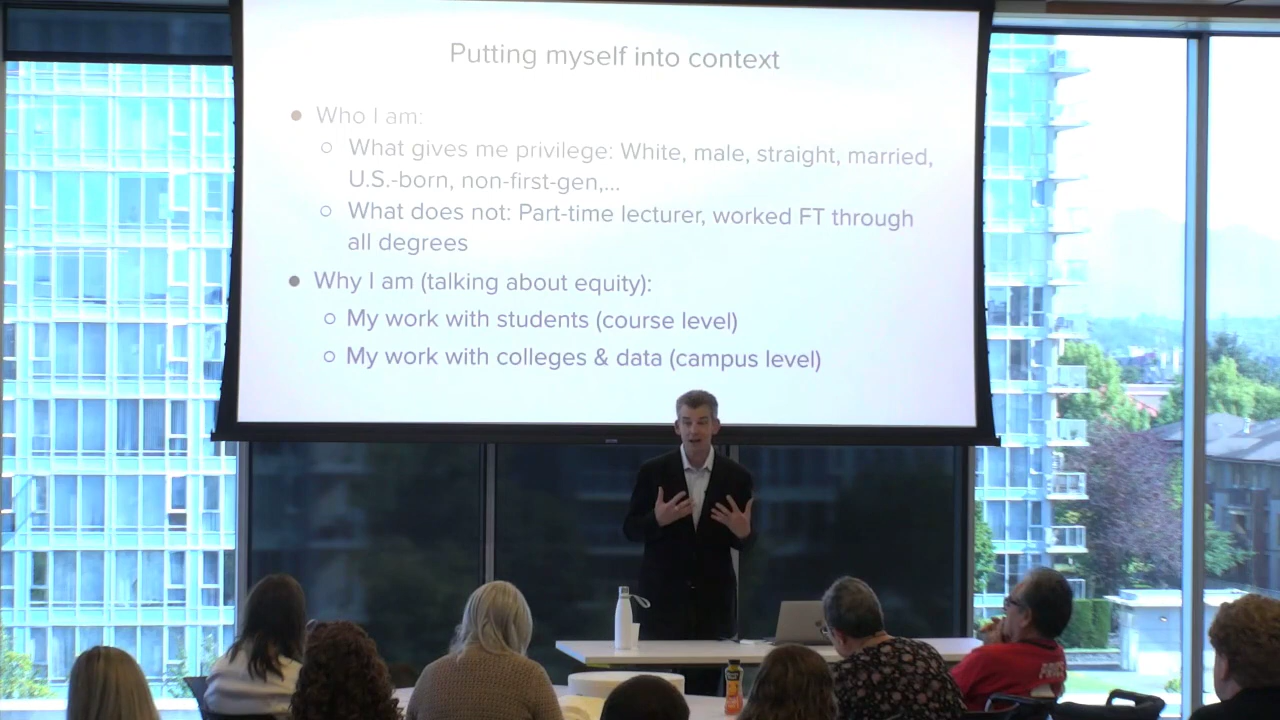 Putting myself into context
● Who I am:
○ What gives me privilege: White, male, straight, married,
U.S.-born, non-first-gen,...
○ What does not: Part-time lecturer, worked FT through
all degrees
● Why I am (talking about equity):
○ My work with students (course level)
○ My work with colleges & data (campus level)